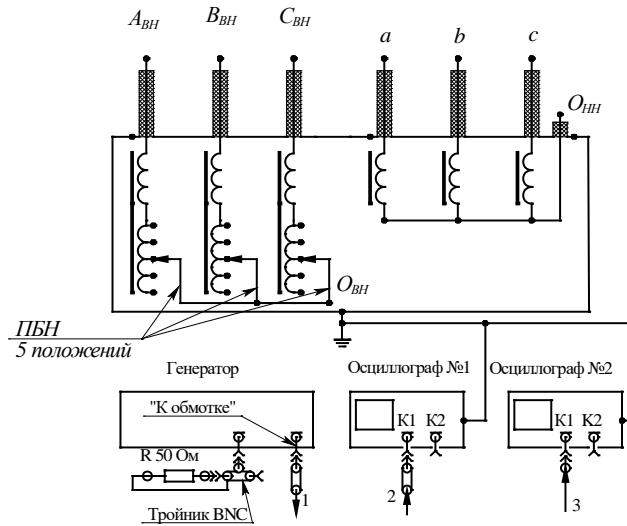 A_ВН B_ВН C_ВН a b c
O_НН
O_ВН
ПБН
5 положений
Генератор Осциллограф №1 Осциллограф №2
"К обмотке"
К1 К2 К1 К2
R 50 Ом
1 2 3
Тройник BNC